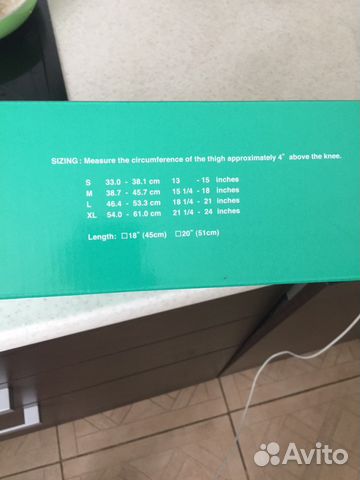 SIZING : Measure the circumference of the thigh approximately 4" above the knee.
S 33.0 - 38.1 cm 13 - 15 inches
M 38.7 - 45.7 cm 15 1/4 - 18 inches
L 46.4 - 53.3 cm 18 1/4 - 21 inches
XL 54.0 - 61.0 cm 21 1/4 - 24 inches
Length: ☐18" (45cm) ☐20" (51cm)
Avito